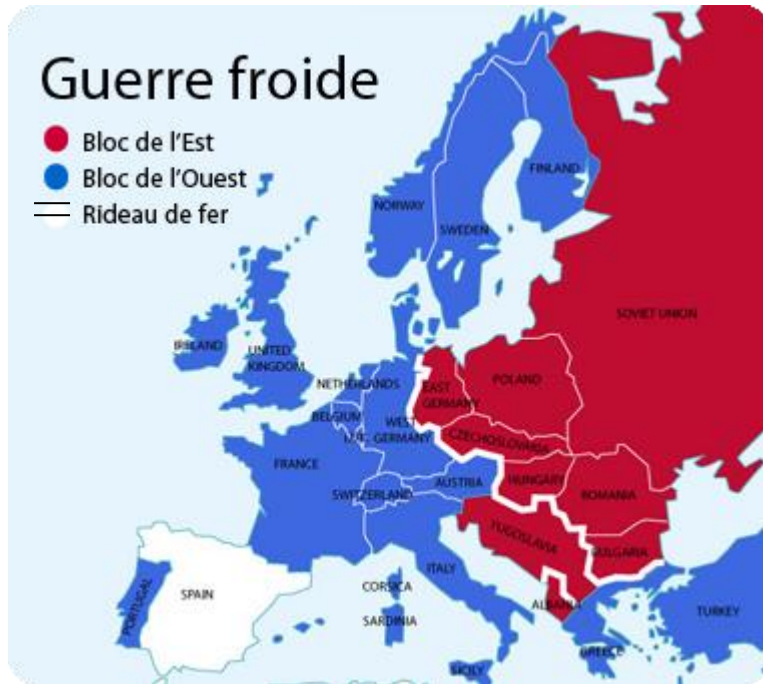 Guerre froide
Bloc de l'Est
Bloc de l'Ouest
Rideau de fer
FINLAND
NORWAY
SWEDEN
SOVIET UNION
IRELAND
UNITED
KINGDOM
NETHERLANDS
POLAND
EAST
GERMANY
BELGIUM
WEST
GERMANY
LUX.
CZECHOSLOVAKIA
FRANCE
AUSTRIA
HUNGARY
SWITZERLAND
ROMANIA
YUGOSLAVIA
BULGARIA
ITALY
CORSICA
PORTUGAL
SPAIN
ALBANIA
SARDINIA
TURKEY
GREECE
SICILY